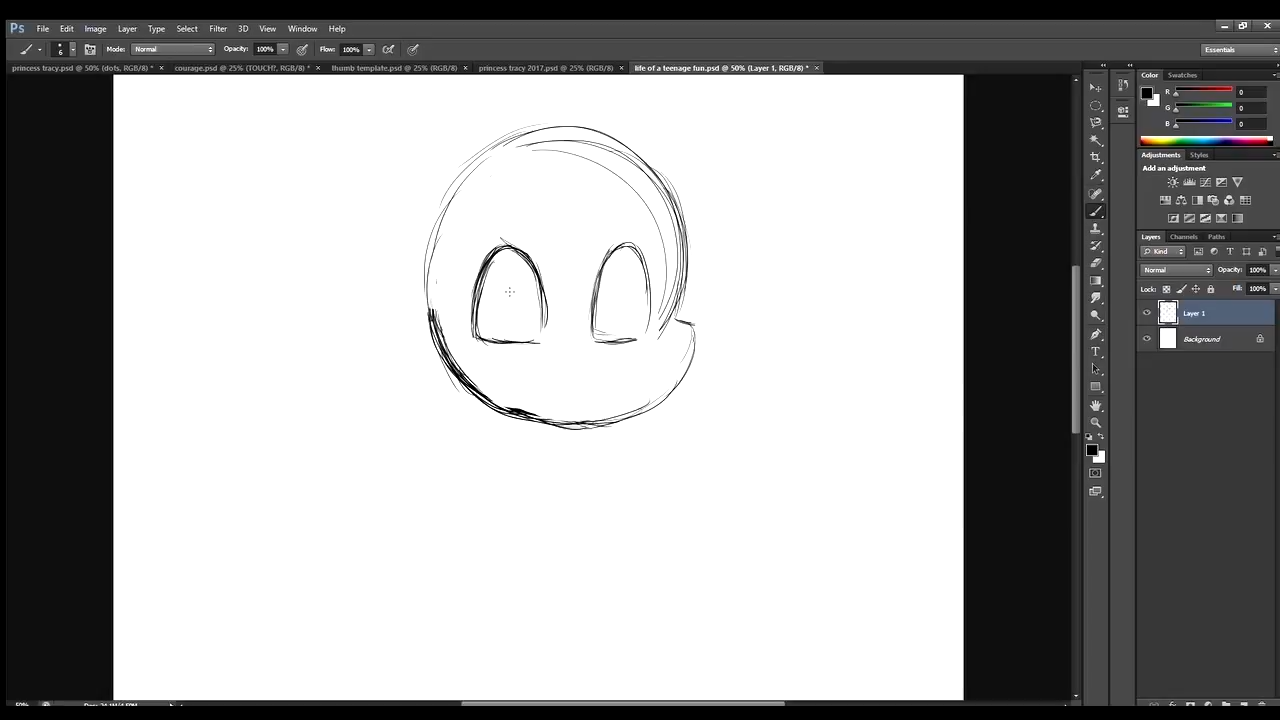 Ps File Edit Image Layer Type Select Filter 3D View Window Help
6 Mode: Normal Opacity: 100% Flow: 100% Essentials
princess tracy.psd @ 50% (dots, RGB/8) * × courage.psd @ 25% (TOUCH?, RGB/8) * × thumb template.psd @ 25% (RGB/8) × princess tracy 2017.psd @ 25% (RGB/8) × life of a teenage fun.psd @ 50% (Layer 1, RGB/8) * ×
Color Swatches
R 0
G 0
B 0
Adjustments Styles
Add an adjustment
Layers Channels Paths
Kind
Normal Opacity: 100%
Lock: Fill: 100%
Layer 1
Background
50%